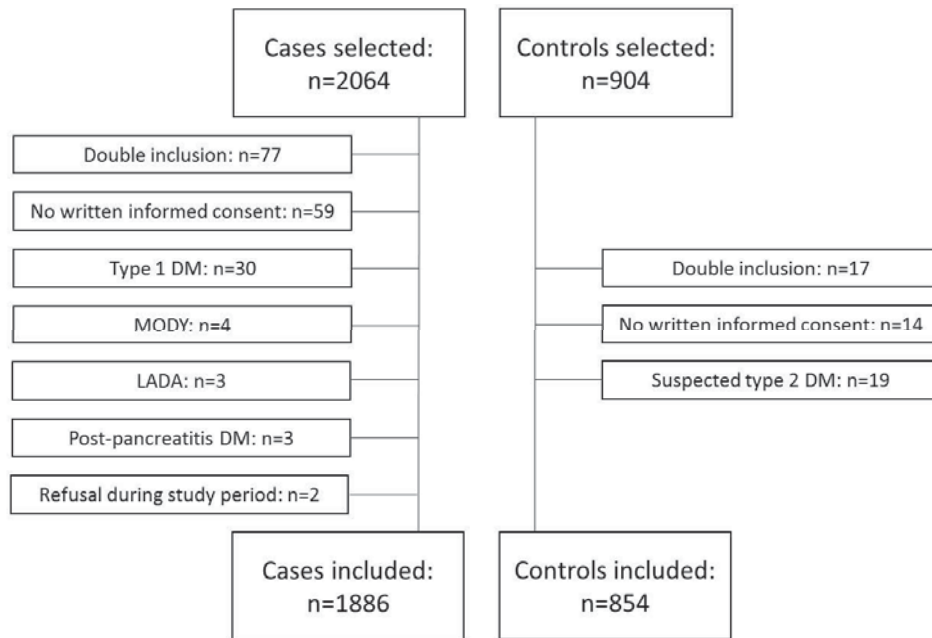 Cases selected:
n=2064
Controls selected:
n=904
Double inclusion: n=77
No written informed consent: n=59
Type 1 DM: n=30
MODY: n=4
LADA: n=3
Post-pancreatitis DM: n=3
Refusal during study period: n=2
Double inclusion: n=17
No written informed consent: n=14
Suspected type 2 DM: n=19
Cases included:
n=1886
Controls included:
n=854